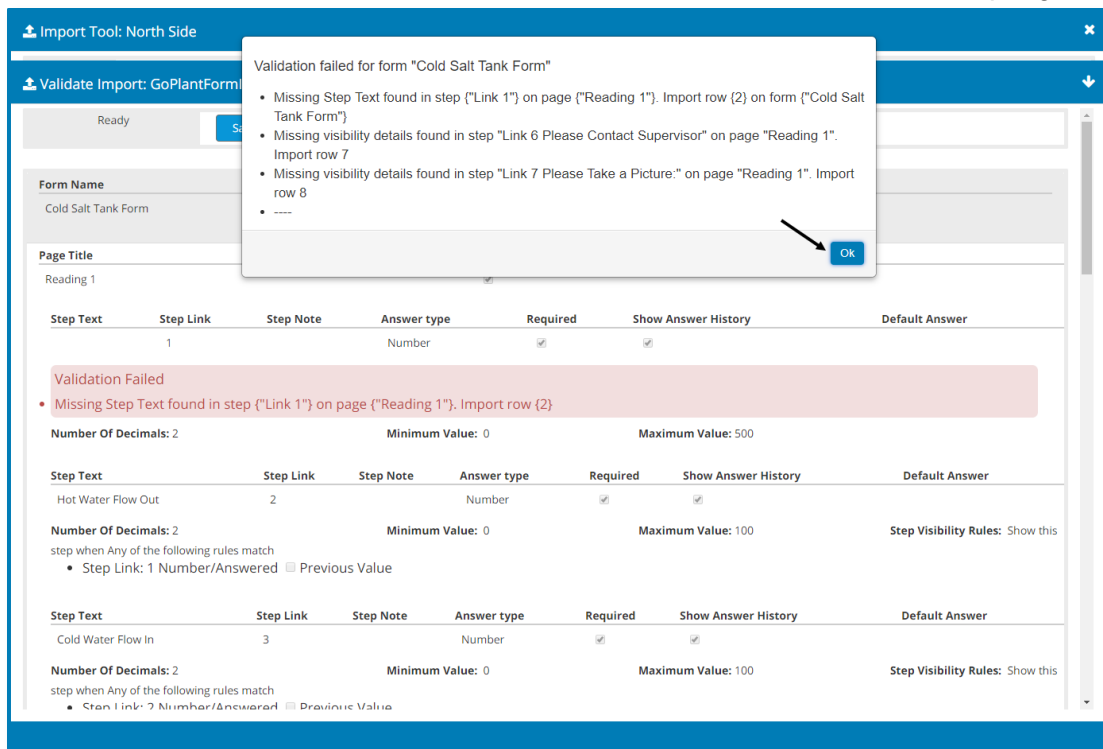 Import Tool: North Side
Validation failed for form "Cold Salt Tank Form"
• Missing Step Text found in step {"Link 1"} on page {"Reading 1"}. Import row {2} on form {"Cold Salt
Tank Form"}
• Missing visibility details found in step "Link 6 Please Contact Supervisor" on page "Reading 1".
Import row 7
• Missing visibility details found in step "Link 7 Please Take a Picture:" on page "Reading 1". Import
row 8
• ----
Ok
Validate Import: GoPlantForm
Ready
Form Name
Cold Salt Tank Form
Page Title
Reading 1
Step Text Step Link Step Note Answer type Required Show Answer History Default Answer
1 Number
Validation Failed
• Missing Step Text found in step {"Link 1"} on page {"Reading 1"}. Import row {2}
Number Of Decimals: 2 Minimum Value: 0 Maximum Value: 500
Step Text Step Link Step Note Answer type Required Show Answer History Default Answer
Hot Water Flow Out 2 Number
Number Of Decimals: 2 Minimum Value: 0 Maximum Value: 100 Step Visibility Rules: Show this
step when Any of the following rules match
• Step Link: 1 Number/Answered Previous Value
Step Text Step Link Step Note Answer type Required Show Answer History Default Answer
Cold Water Flow In 3 Number
Number Of Decimals: 2 Minimum Value: 0 Maximum Value: 100 Step Visibility Rules: Show this
step when Any of the following rules match
• Step Link: 2 Number/Answered Previous Value